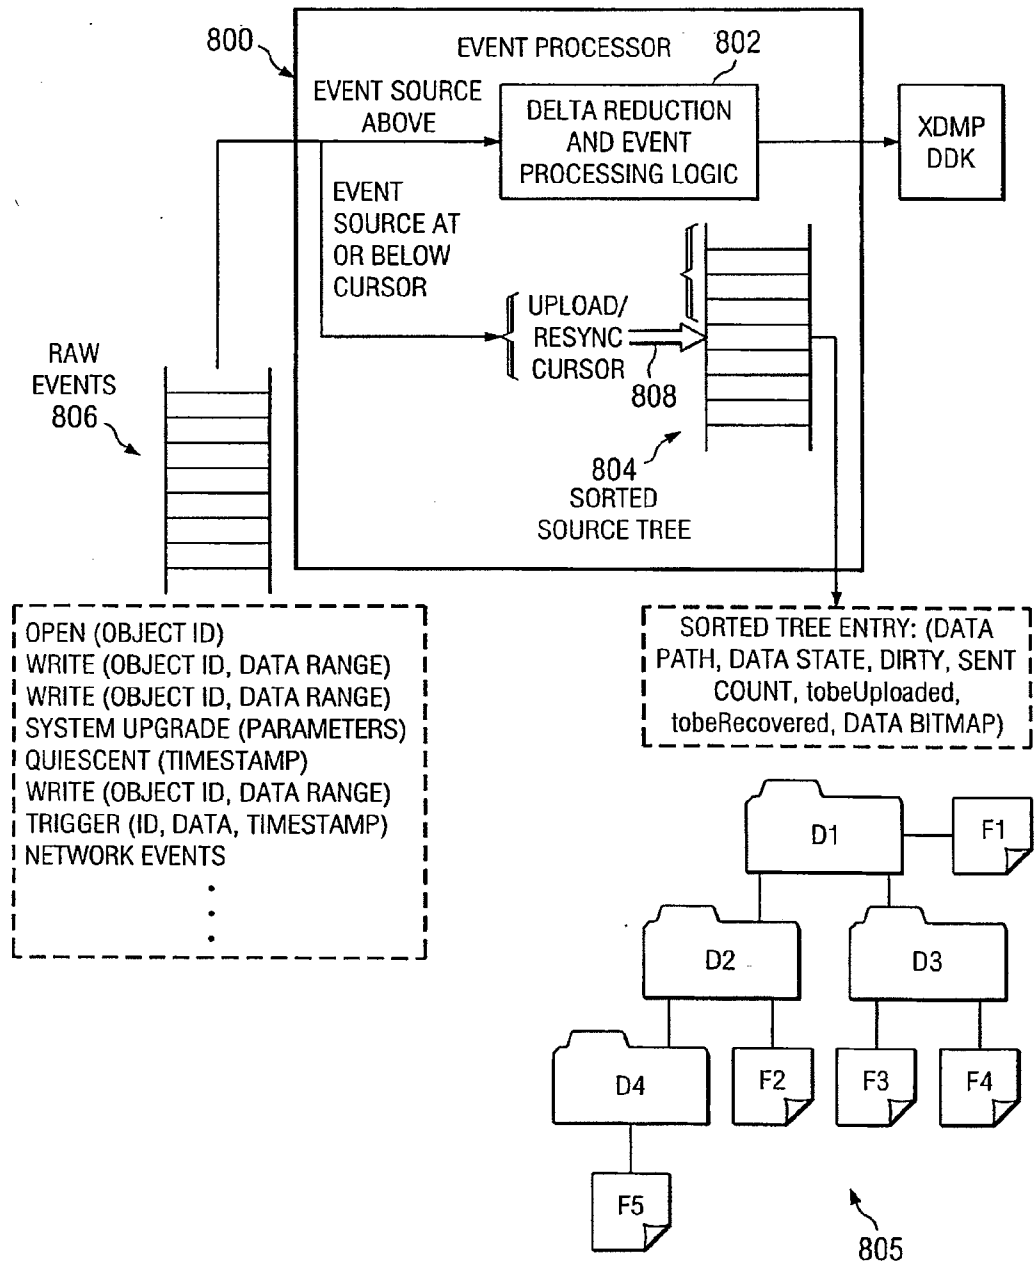 800
EVENT PROCESSOR
802
EVENT SOURCE
ABOVE
DELTA REDUCTION
AND EVENT
PROCESSING LOGIC
XDMP
DDK
EVENT
SOURCE AT
OR BELOW
CURSOR
UPLOAD/
RESYNC
CURSOR
808
RAW
EVENTS
806
804
SORTED
SOURCE TREE
OPEN (OBJECT ID)
WRITE (OBJECT ID, DATA RANGE)
WRITE (OBJECT ID, DATA RANGE)
SYSTEM UPGRADE (PARAMETERS)
QUIESCENT (TIMESTAMP)
WRITE (OBJECT ID, DATA RANGE)
TRIGGER (ID, DATA, TIMESTAMP)
NETWORK EVENTS
SORTED TREE ENTRY: (DATA
PATH, DATA STATE, DIRTY, SENT
COUNT, tobeUploaded,
tobeRecovered, DATA BITMAP)
D1
F1
D2
D3
D4
F2
F3
F4
F5
805